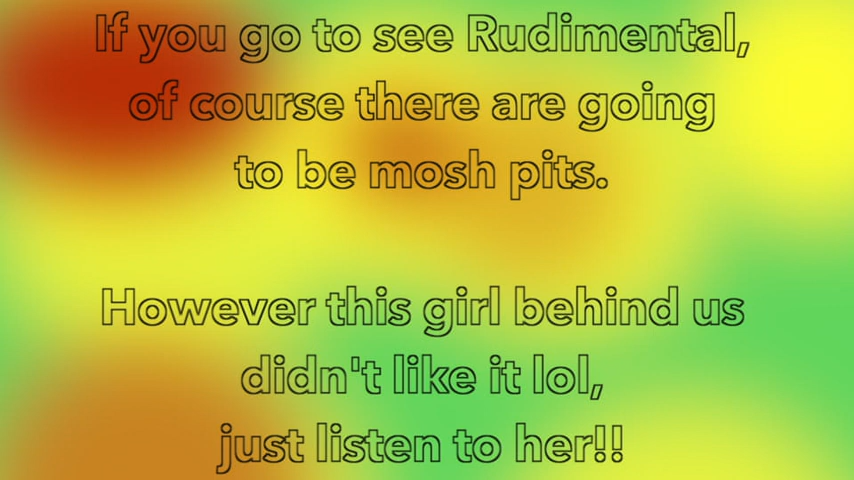 If you go to see Rudimental,
of course there are going
to be mosh pits.
However this girl behind us
didn't like it lol,
just listen to her!!